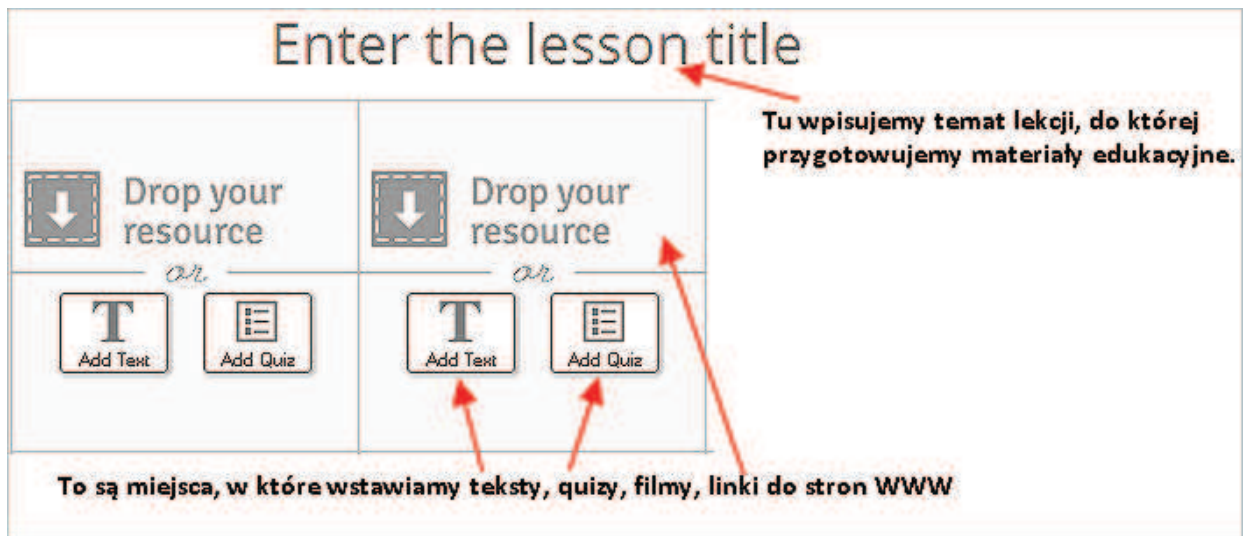 Enter the lesson title
Tu wpisujemy temat lekcji, do której
przygotowujemy materiały edukacyjne.
Drop your
resource
or
Add Text
Add Quiz
Drop your
resource
or
Add Text
Add Quiz
To są miejsca, w które wstawiamy teksty, quizy, filmy, linki do stron WWW